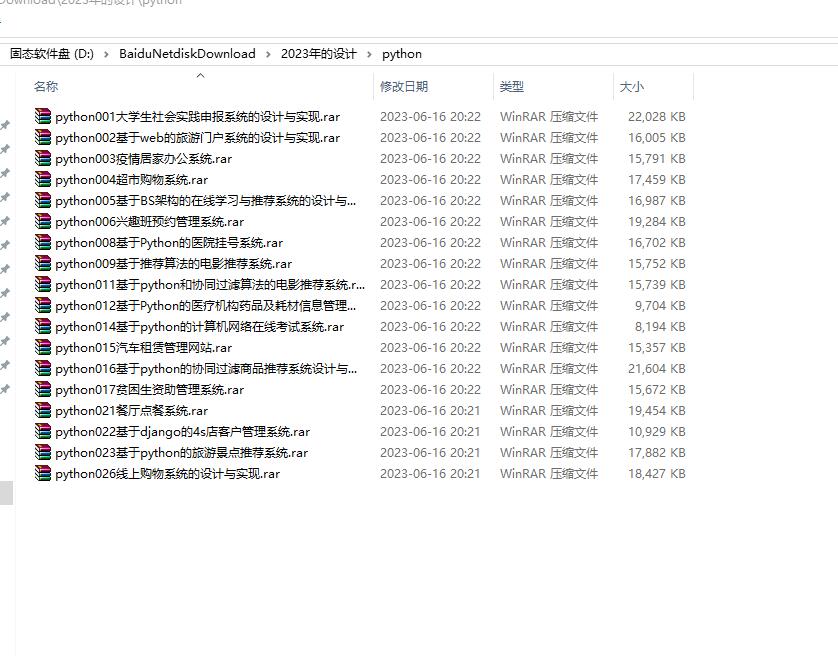 Download\2023年的设计\python
固态软件盘 (D:) › BaiduNetdiskDownload › 2023年的设计 › python
名称 修改日期 类型 大小
python001大学生社会实践申报系统的设计与实现.rar 2023-06-16 20:22 WinRAR 压缩文件 22,028 KB
python002基于web的旅游门户系统的设计与实现.rar 2023-06-16 20:22 WinRAR 压缩文件 16,005 KB
python003疫情居家办公系统.rar 2023-06-16 20:22 WinRAR 压缩文件 15,791 KB
python004超市购物系统.rar 2023-06-16 20:22 WinRAR 压缩文件 17,459 KB
python005基于BS架构的在线学习与推荐系统的设计与... 2023-06-16 20:22 WinRAR 压缩文件 16,987 KB
python006兴趣班预约管理系统.rar 2023-06-16 20:22 WinRAR 压缩文件 19,284 KB
python008基于Python的医院挂号系统.rar 2023-06-16 20:22 WinRAR 压缩文件 16,702 KB
python009基于推荐算法的电影推荐系统.rar 2023-06-16 20:22 WinRAR 压缩文件 15,752 KB
python011基于python和协同过滤算法的电影推荐系统.r... 2023-06-16 20:22 WinRAR 压缩文件 15,739 KB
python012基于Python的医疗机构药品及耗材信息管理... 2023-06-16 20:22 WinRAR 压缩文件 9,704 KB
python014基于python的计算机网络在线考试系统.rar 2023-06-16 20:22 WinRAR 压缩文件 8,194 KB
python015汽车租赁管理网站.rar 2023-06-16 20:22 WinRAR 压缩文件 15,357 KB
python016基于python的协同过滤商品推荐系统设计与... 2023-06-16 20:22 WinRAR 压缩文件 21,604 KB
python017贫困生资助管理系统.rar 2023-06-16 20:22 WinRAR 压缩文件 15,672 KB
python021餐厅点餐系统.rar 2023-06-16 20:21 WinRAR 压缩文件 19,454 KB
python022基于django的4s店客户管理系统.rar 2023-06-16 20:21 WinRAR 压缩文件 10,929 KB
python023基于python的旅游景点推荐系统.rar 2023-06-16 20:21 WinRAR 压缩文件 17,882 KB
python026线上购物系统的设计与实现.rar 2023-06-16 20:21 WinRAR 压缩文件 18,427 KB